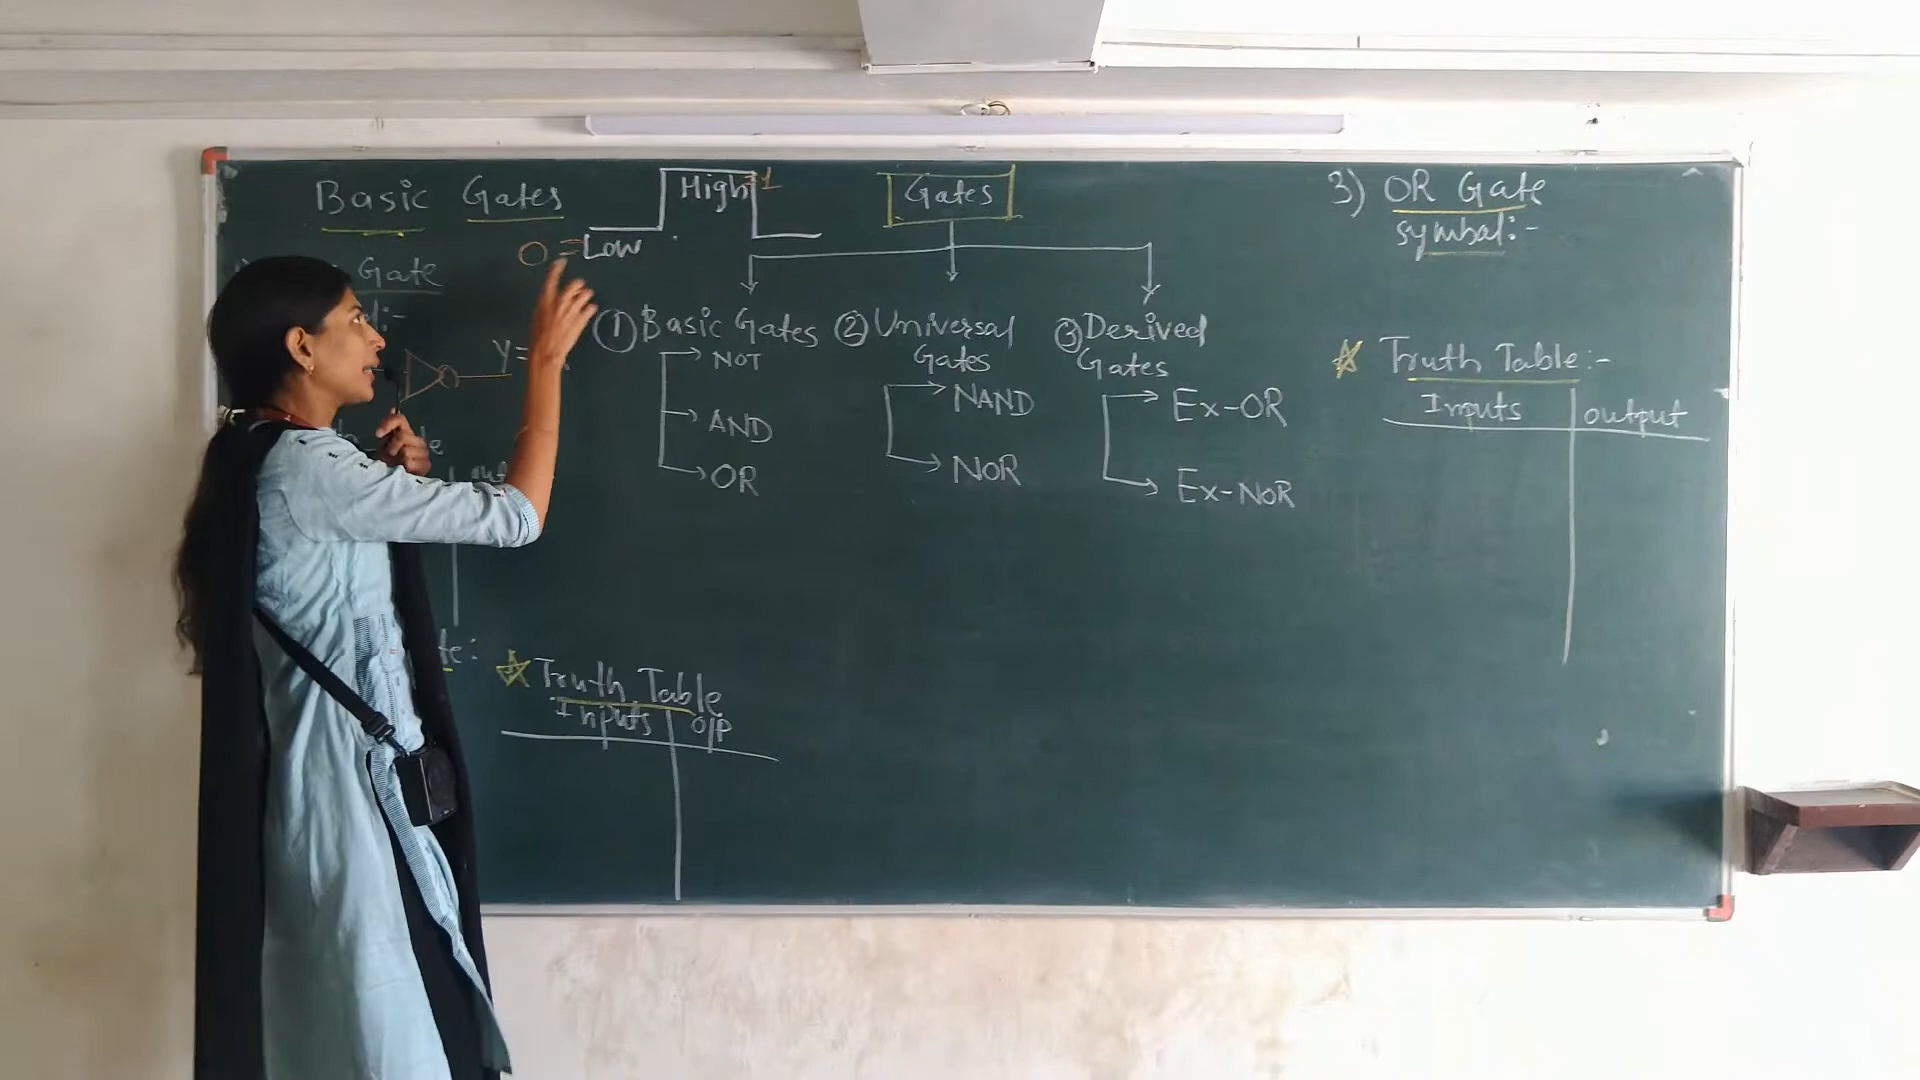 Basic Gates
High=1
0=Low
Gate
Y=
Gates
① Basic Gates
NOT
AND
OR
② Universal
Gates
NAND
NOR
③ Derived
Gates
Ex-OR
Ex-NOR
Truth Table
Inputs O/P
3) OR Gate
symbal:-
Truth Table:-
Inputs output